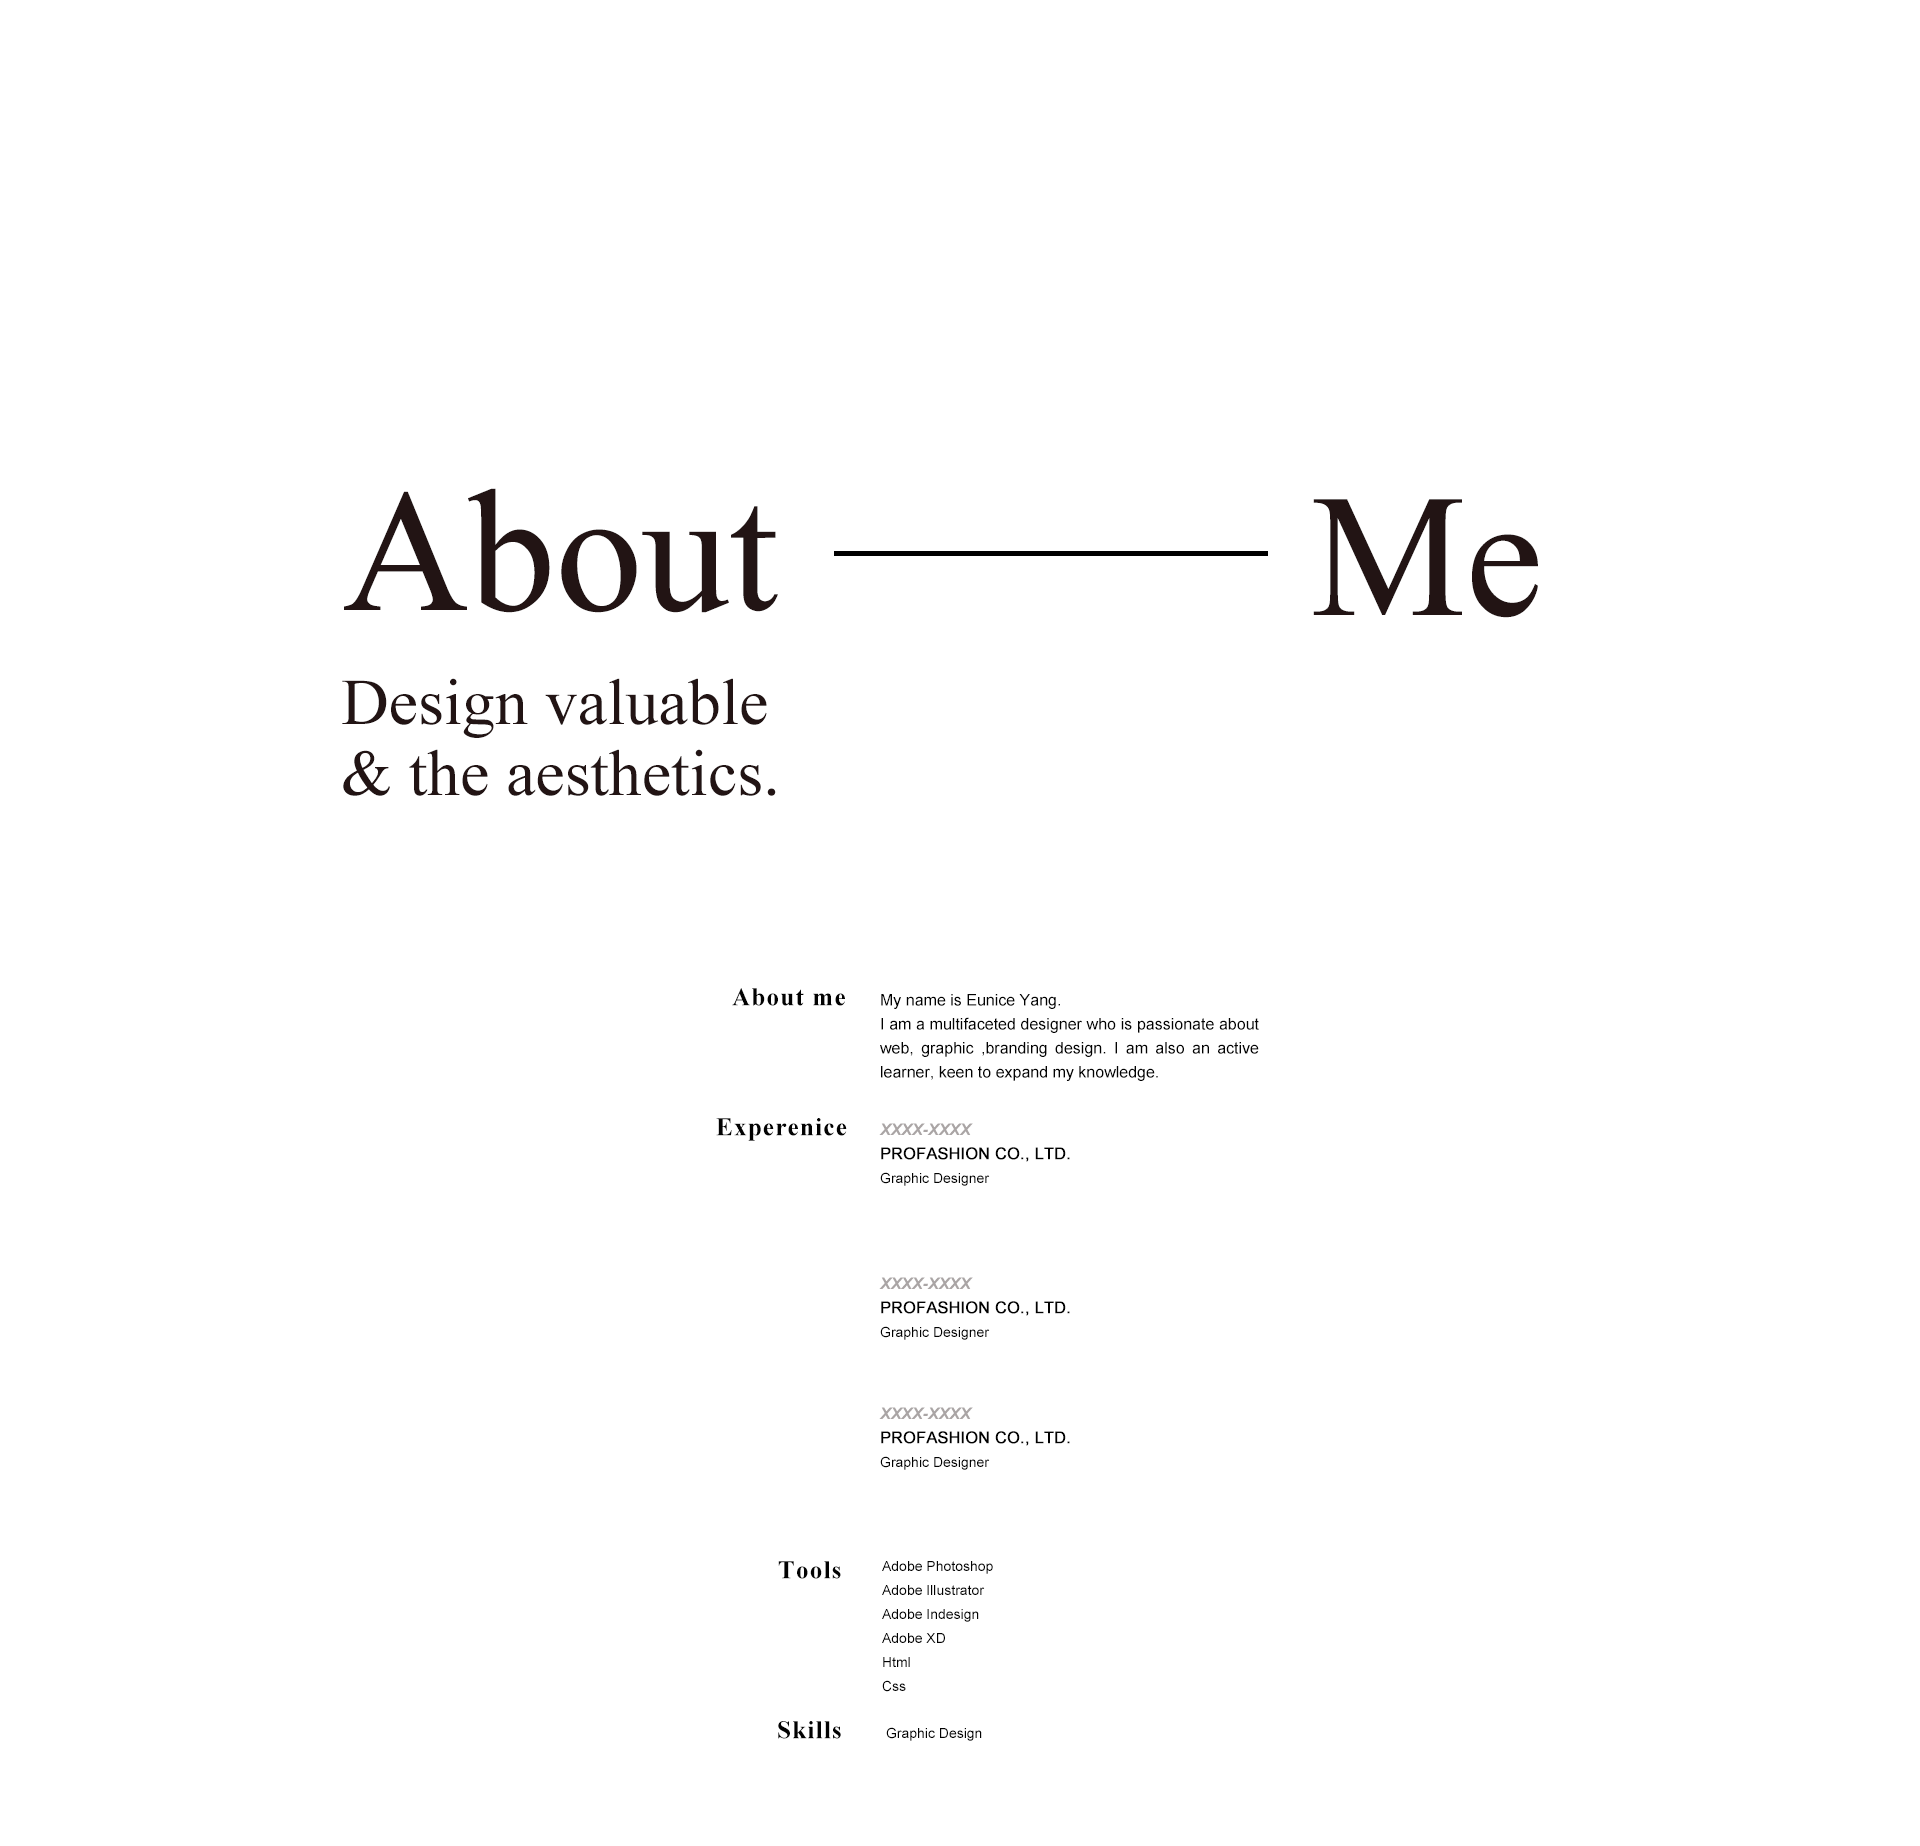 About Me
Design valuable
& the aesthetics.
About me
My name is Eunice Yang.
I am a multifaceted designer who is passionate about
web, graphic ,branding design. I am also an active
learner, keen to expand my knowledge.
Experenice
XXXX-XXXX
PROFASHION CO., LTD.
Graphic Designer
XXXX-XXXX
PROFASHION CO., LTD.
Graphic Designer
XXXX-XXXX
PROFASHION CO., LTD.
Graphic Designer
Tools
Adobe Photoshop
Adobe Illustrator
Adobe Indesign
Adobe XD
Html
Css
Skills
Graphic Design